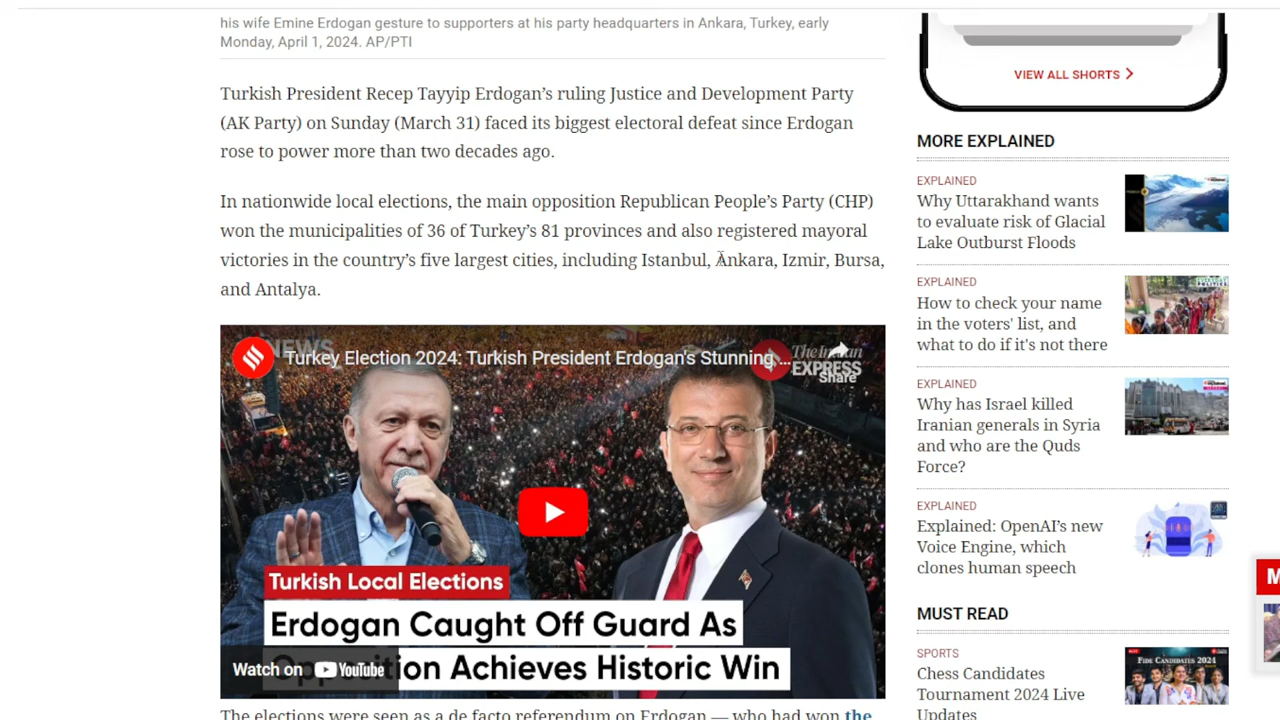 his wife Emine Erdogan gesture to supporters at his party headquarters in Ankara, Turkey, early
Monday, April 1, 2024. AP/PTI
Turkish President Recep Tayyip Erdogan's ruling Justice and Development Party
(AK Party) on Sunday (March 31) faced its biggest electoral defeat since Erdogan
rose to power more than two decades ago.
In nationwide local elections, the main opposition Republican People's Party (CHP)
won the municipalities of 36 of Turkey's 81 provinces and also registered mayoral
victories in the country's five largest cities, including Istanbul, Ankara, Izmir, Bursa,
and Antalya.
NEWS
Turkey Election 2024: Turkish President Erdogan's Stunning,...
The Indian
EXPRESS
Share
Turkish Local Elections
Erdogan Caught Off Guard As
tion Achieves Historic Win
Watch on YouTube
The elections were seen as a de facto referendum on Erdogan — who had won the
VIEW ALL SHORTS
MORE EXPLAINED
EXPLAINED
Why Uttarakhand wants
to evaluate risk of Glacial
Lake Outburst Floods
EXPLAINED
How to check your name
in the voters' list, and
what to do if it's not there
EXPLAINED
Why has Israel killed
Iranian generals in Syria
and who are the Quds
Force?
EXPLAINED
Explained: OpenAI's new
Voice Engine, which
clones human speech
MUST READ
SPORTS
Chess Candidates
Tournament 2024 Live
Updates
FIDE CANDIDATES 2024
M